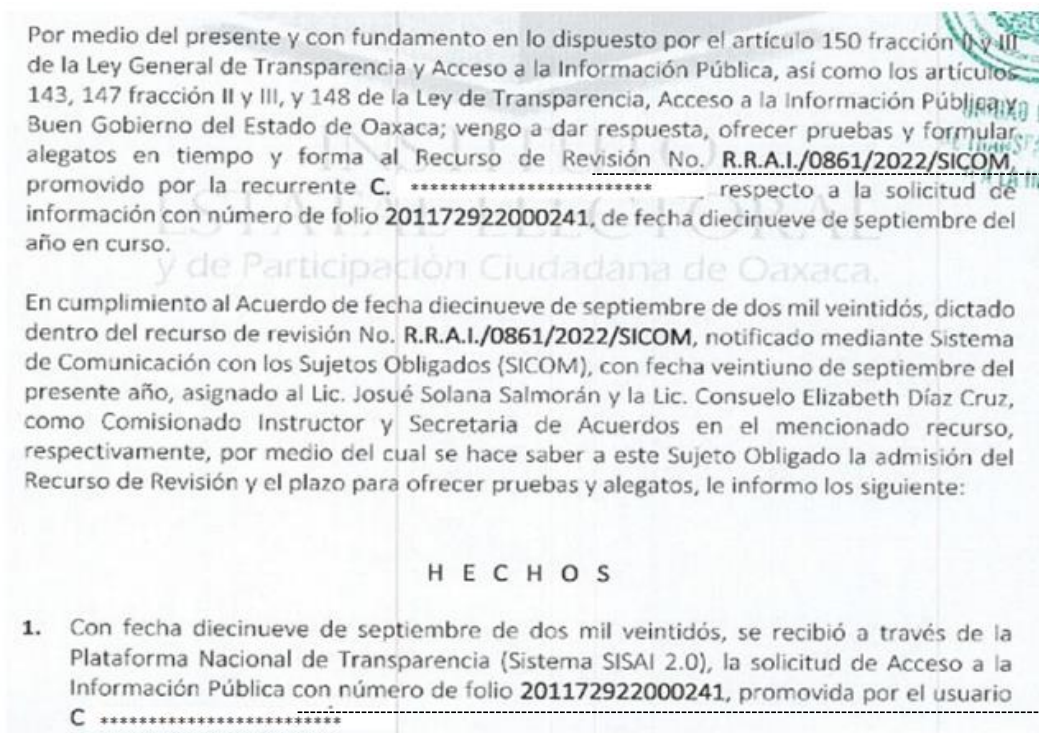 Por medio del presente y con fundamento en lo dispuesto por el artículo 150 fracción II y III
de la Ley General de Transparencia y Acceso a la Información Pública, así como los artículos
143, 147 fracción II y III, y 148 de la Ley de Transparencia, Acceso a la Información Pública y
Buen Gobierno del Estado de Oaxaca; vengo a dar respuesta, ofrecer pruebas y formular
alegatos en tiempo y forma al Recurso de Revisión No. R.R.A.I./0861/2022/SICOM,
promovido por la recurrente C. ************************* respecto a la solicitud de
información con número de folio 201172922000241, de fecha diecinueve de septiembre del
año en curso.
INSTITUTO
ESTATAL ELECTORAL
y de Participación Ciudadana de Oaxaca.
En cumplimiento al Acuerdo de fecha diecinueve de septiembre de dos mil veintidós, dictado
dentro del recurso de revisión No. R.R.A.I./0861/2022/SICOM, notificado mediante Sistema
de Comunicación con los Sujetos Obligados (SICOM), con fecha veintiuno de septiembre del
presente año, asignado al Lic. Josué Solana Salmorán y la Lic. Consuelo Elizabeth Díaz Cruz,
como Comisionado Instructor y Secretaria de Acuerdos en el mencionado recurso,
respectivamente, por medio del cual se hace saber a este Sujeto Obligado la admisión del
Recurso de Revisión y el plazo para ofrecer pruebas y alegatos, le informo los siguiente:
H E C H O S
1. Con fecha diecinueve de septiembre de dos mil veintidós, se recibió a través de la
Plataforma Nacional de Transparencia (Sistema SISAI 2.0), la solicitud de Acceso a la
Información Pública con número de folio 201172922000241, promovida por el usuario
C *************************